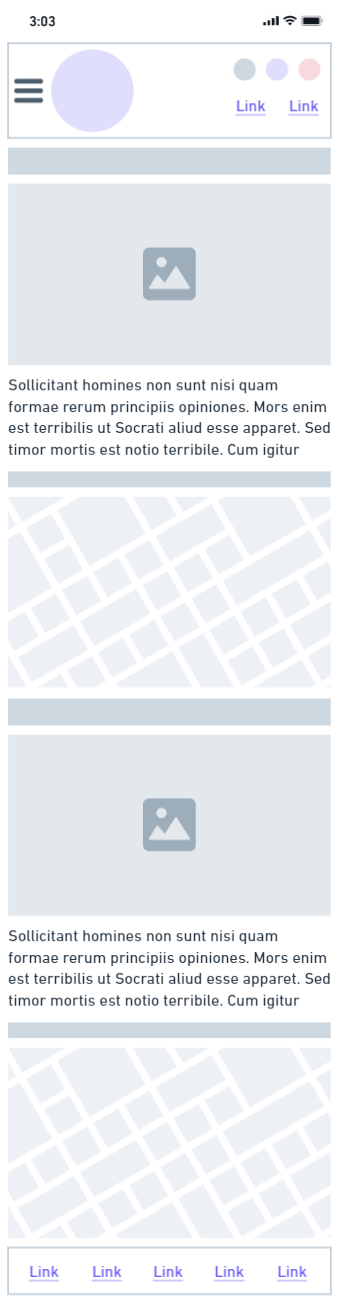 3:03
Link Link
Sollicitant homines non sunt nisi quam
formae rerum principiis opiniones. Mors enim
est terribilis ut Socrati aliud esse apparet. Sed
timor mortis est notio terribile. Cum igitur
Sollicitant homines non sunt nisi quam
formae rerum principiis opiniones. Mors enim
est terribilis ut Socrati aliud esse apparet. Sed
timor mortis est notio terribile. Cum igitur
Link Link Link Link Link